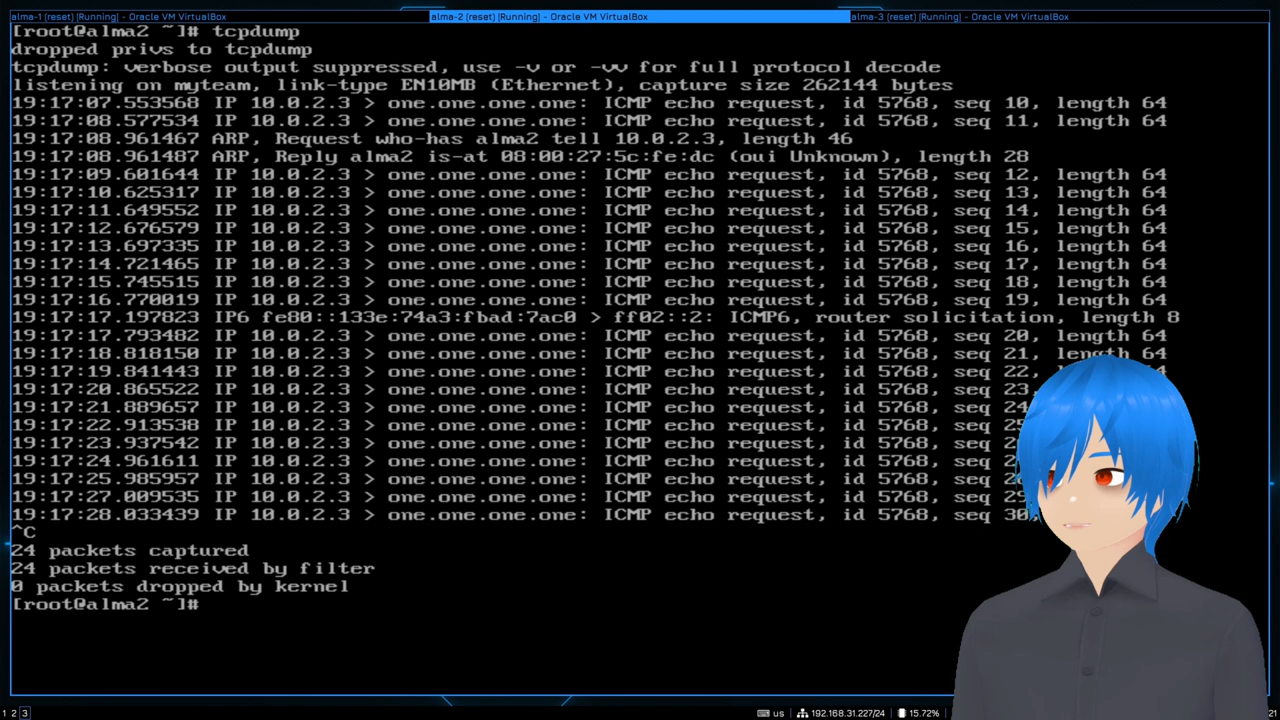 alma-1 (reset) [Running] - Oracle VM VirtualBox
alma-2 (reset) [Running] - Oracle VM VirtualBox
alma-3 (reset) [Running] - Oracle VM VirtualBox
[root@alma2 ~]# tcpdump
dropped privs to tcpdump
tcpdump: verbose output suppressed, use -v or -vv for full protocol decode
listening on myteam, link-type EN10MB (Ethernet), capture size 262144 bytes
19:17:07.553568 IP 10.0.2.3 > one.one.one.one: ICMP echo request, id 5768, seq 10, length 64
19:17:08.577534 IP 10.0.2.3 > one.one.one.one: ICMP echo request, id 5768, seq 11, length 64
19:17:08.961467 ARP, Request who-has alma2 tell 10.0.2.3, length 46
19:17:08.961487 ARP, Reply alma2 is-at 08:00:27:5c:fe:dc (oui Unknown), length 28
19:17:09.601644 IP 10.0.2.3 > one.one.one.one: ICMP echo request, id 5768, seq 12, length 64
19:17:10.625317 IP 10.0.2.3 > one.one.one.one: ICMP echo request, id 5768, seq 13, length 64
19:17:11.649552 IP 10.0.2.3 > one.one.one.one: ICMP echo request, id 5768, seq 14, length 64
19:17:12.676579 IP 10.0.2.3 > one.one.one.one: ICMP echo request, id 5768, seq 15, length 64
19:17:13.697335 IP 10.0.2.3 > one.one.one.one: ICMP echo request, id 5768, seq 16, length 64
19:17:14.721465 IP 10.0.2.3 > one.one.one.one: ICMP echo request, id 5768, seq 17, length 64
19:17:15.745515 IP 10.0.2.3 > one.one.one.one: ICMP echo request, id 5768, seq 18, length 64
19:17:16.770019 IP 10.0.2.3 > one.one.one.one: ICMP echo request, id 5768, seq 19, length 64
19:17:17.197823 IP6 fe80::133e:74a3:fbad:7ac0 > ff02::2: ICMP6, router solicitation, length 8
19:17:17.793482 IP 10.0.2.3 > one.one.one.one: ICMP echo request, id 5768, seq 20, length 64
19:17:18.818150 IP 10.0.2.3 > one.one.one.one: ICMP echo request, id 5768, seq 21, length 64
19:17:19.841443 IP 10.0.2.3 > one.one.one.one: ICMP echo request, id 5768, seq 22, 64
19:17:20.865522 IP 10.0.2.3 > one.one.one.one: ICMP echo request, id 5768, seq 23
19:17:21.889657 IP 10.0.2.3 > one.one.one.one: ICMP echo request, id 5768, seq 24
19:17:22.913538 IP 10.0.2.3 > one.one.one.one: ICMP echo request, id 5768, seq
19:17:23.937542 IP 10.0.2.3 > one.one.one.one: ICMP echo request, id 5768, seq
19:17:24.961611 IP 10.0.2.3 > one.one.one.one: ICMP echo request, id 5768, seq
19:17:25.985957 IP 10.0.2.3 > one.one.one.one: ICMP echo request, id 5768, seq
19:17:27.009535 IP 10.0.2.3 > one.one.one.one: ICMP echo request, id 5768, seq 29
19:17:28.033439 IP 10.0.2.3 > one.one.one.one: ICMP echo request, id 5768, seq 30,
^C
24 packets captured
24 packets received by filter
0 packets dropped by kernel
[root@alma2 ~]#
1 2 3
us
192.168.31.227/24
15.72%
21